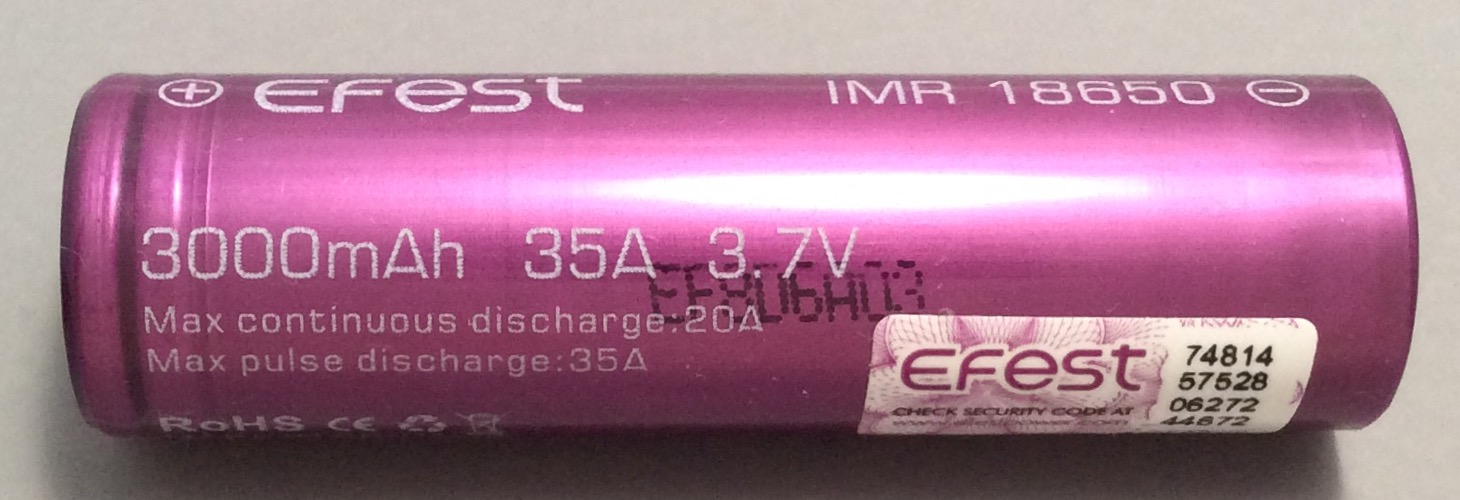 ⊕ Efest IMR 18650 ⊖
3000mAh 35A 3.7V
Max continuous discharge:20A
Max pulse discharge:35A
RoHS CE
Efest
CHECK SECURITY CODE AT
74814
57528
06272
44872